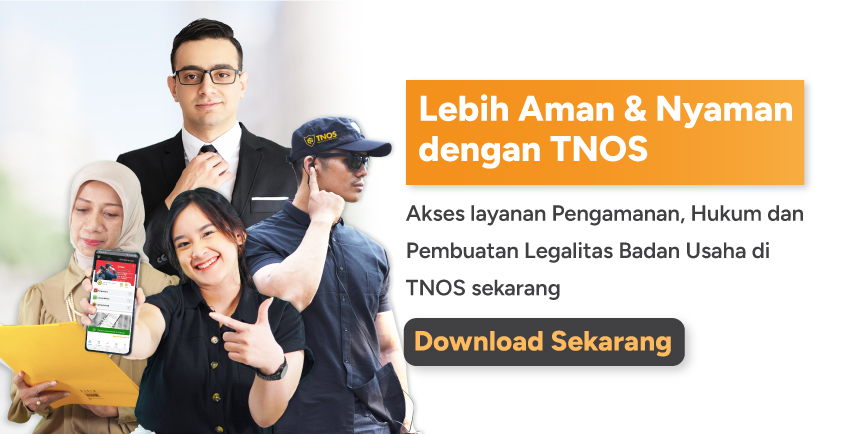 TNOS
Lebih Aman & Nyaman
dengan TNOS
Akses layanan Pengamanan, Hukum dan
Pembuatan Legalitas Badan Usaha di
TNOS sekarang
Download Sekarang